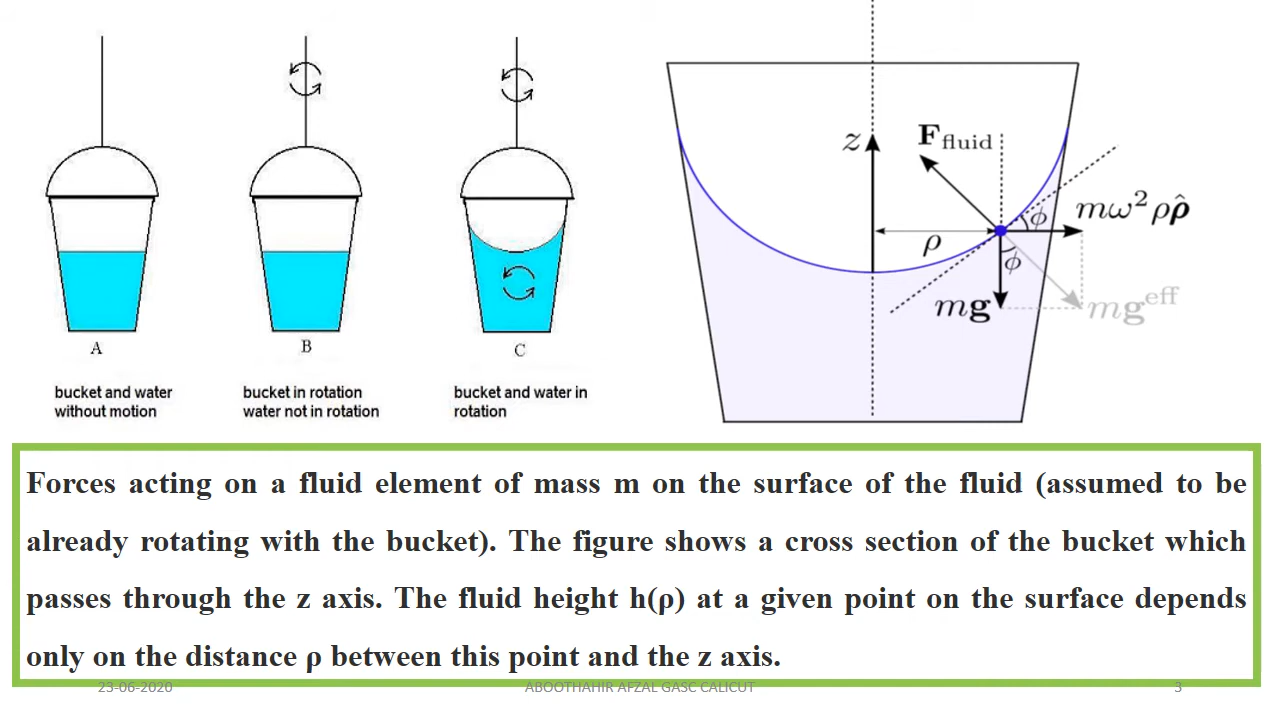 A
B
C
bucket and water
without motion
bucket in rotation
water not in rotation
bucket and water in
rotation
z
F fluid
ρ
ϕ
mω²ρρ̂
ϕ
mg
mg^eff
Forces acting on a fluid element of mass m on the surface of the fluid (assumed to be
already rotating with the bucket). The figure shows a cross section of the bucket which
passes through the z axis. The fluid height h(ρ) at a given point on the surface depends
only on the distance ρ between this point and the z axis.
23-06-2020
ABOOTHAHIR AFZAL GASC CALICUT
3